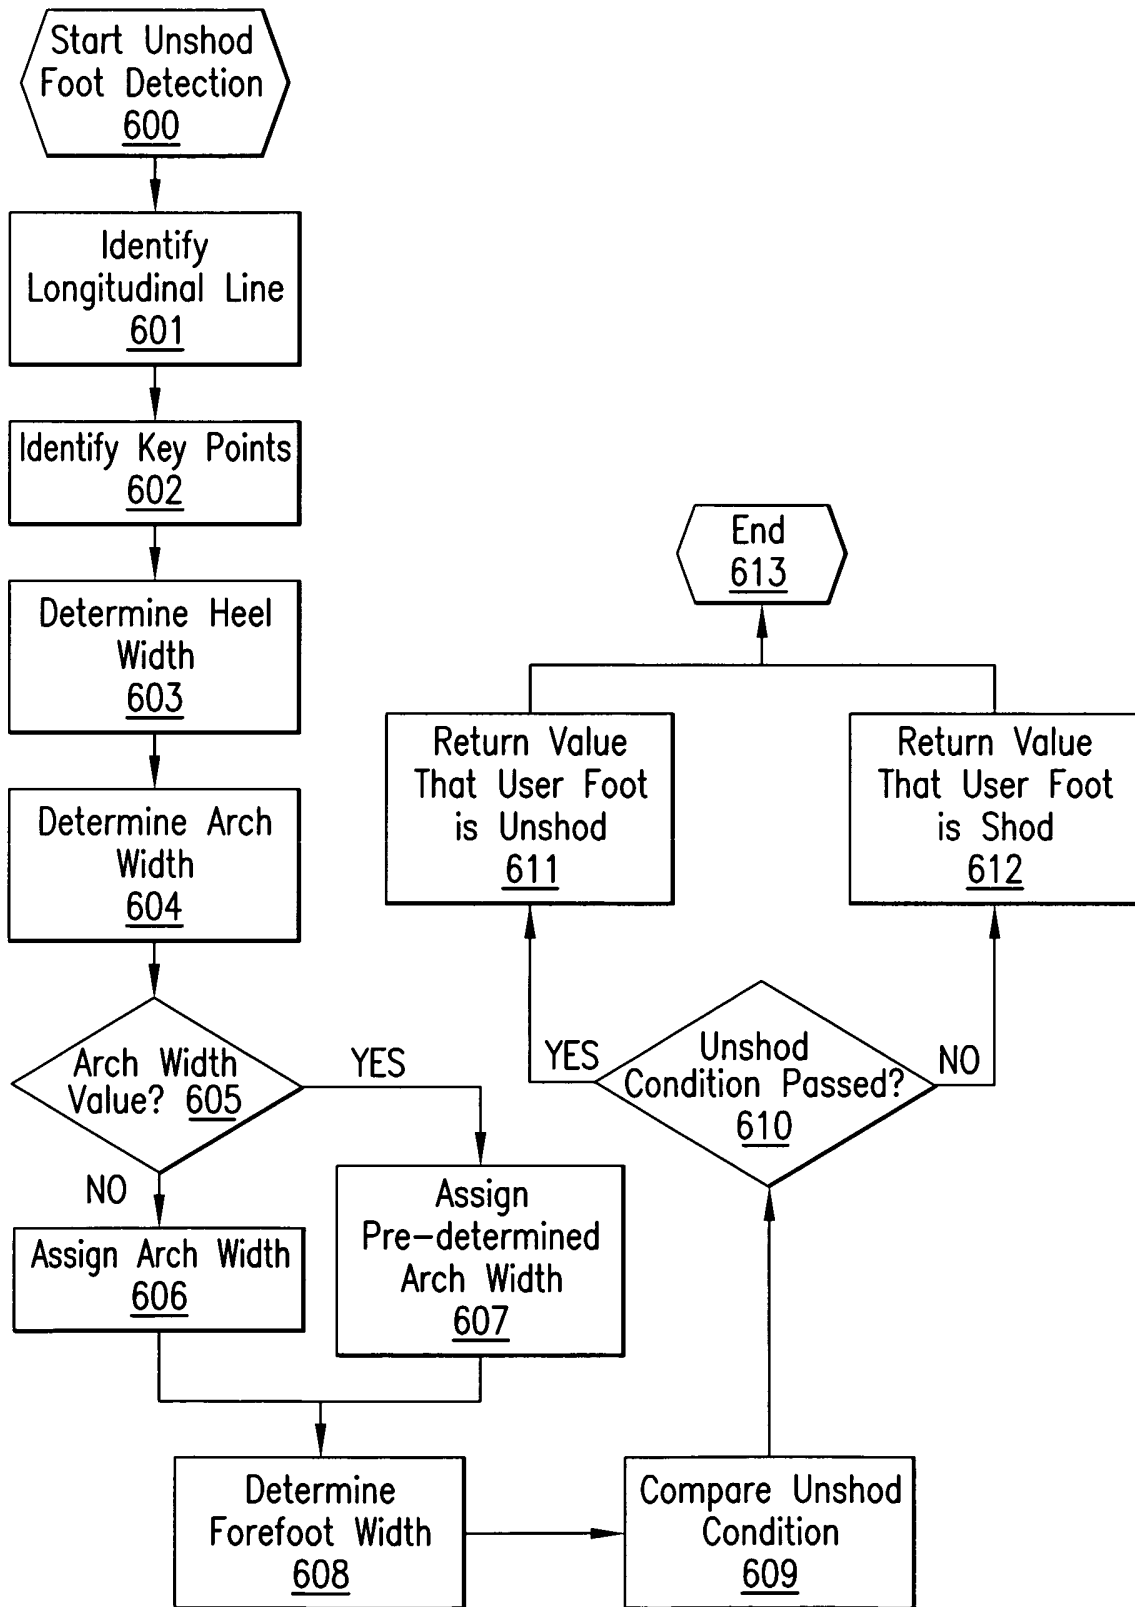 Start Unshod
Foot Detection
600
Identify
Longitudinal Line
601
Identify Key Points
602
Determine Heel
Width
603
Determine Arch
Width
604
Arch Width
Value? 605
YES
NO
Assign Arch Width
606
Assign
Pre-determined
Arch Width
607
Determine
Forefoot Width
608
Compare Unshod
Condition
609
Unshod
Condition Passed?
610
YES
NO
Return Value
That User Foot
is Unshod
611
Return Value
That User Foot
is Shod
612
End
613